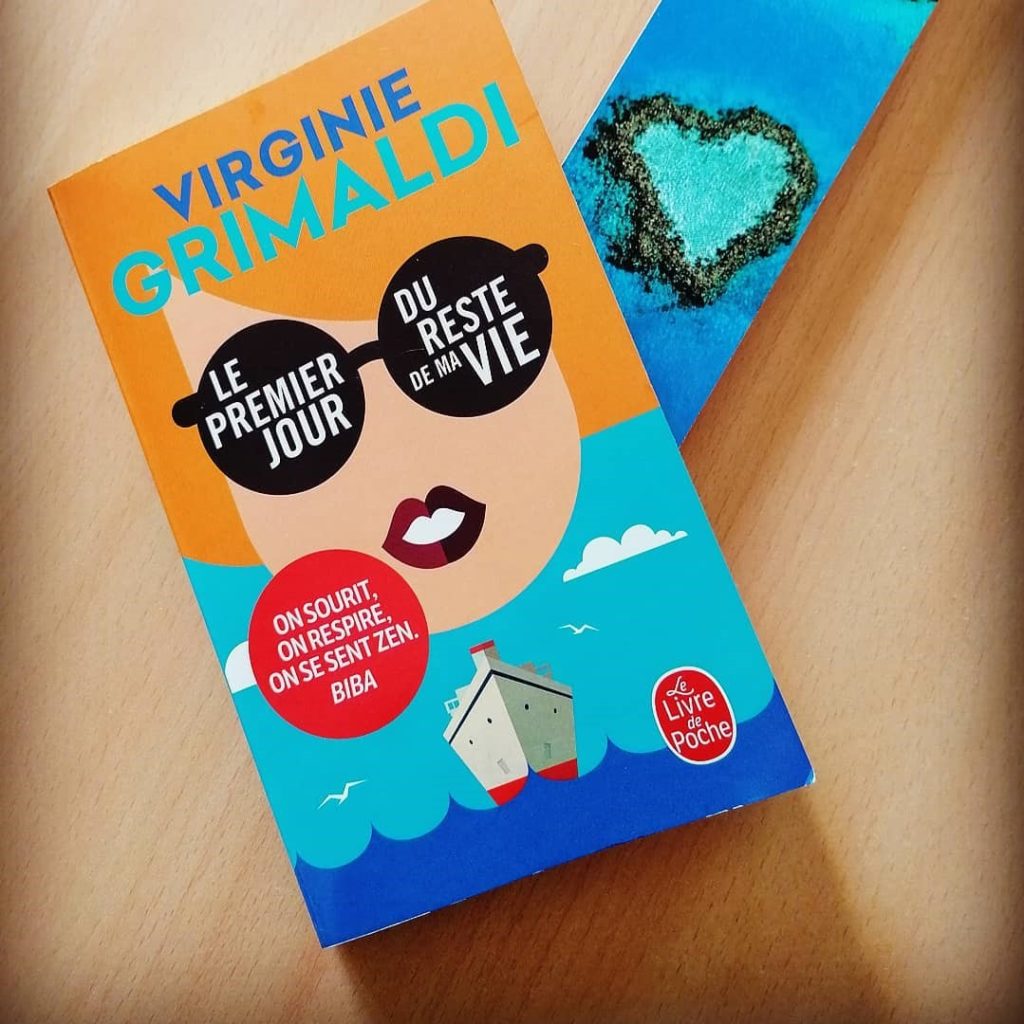 VIRGINIE
GRIMALDI
LE
PREMIER
JOUR
DU
RESTE
DE MA VIE
ON SOURIT,
ON RESPIRE,
ON SE SENT ZEN.
BIBA
Le
Livre
de
Poche